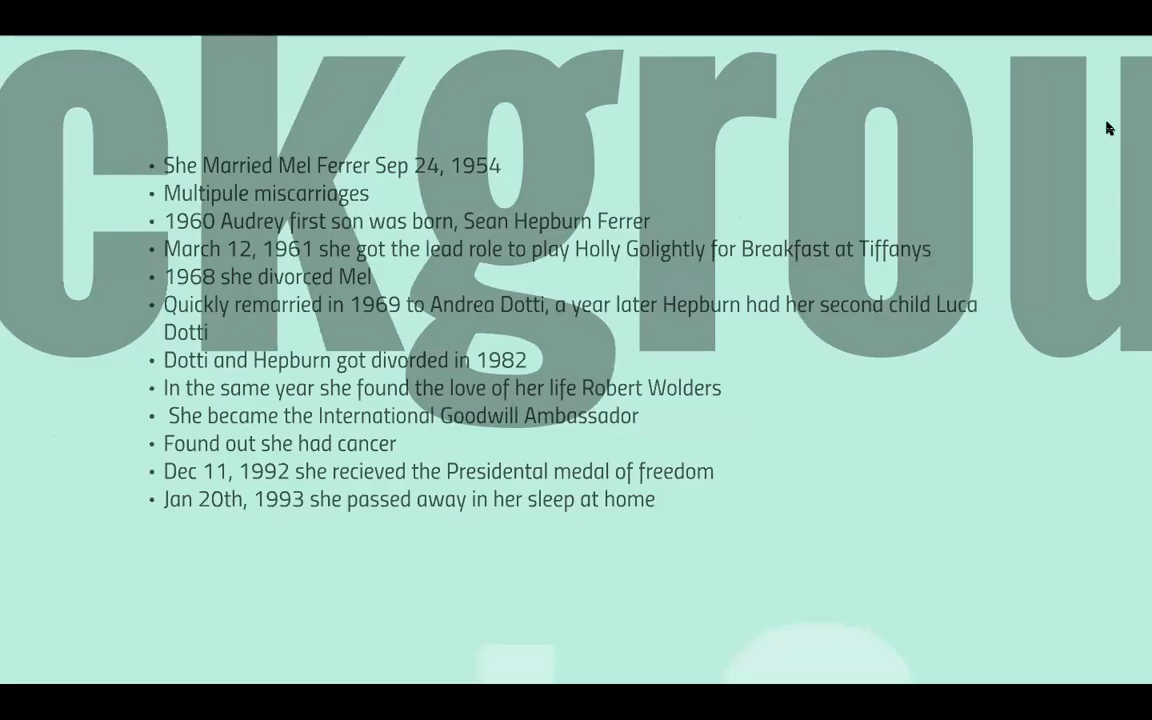 ckgrou
• She Married Mel Ferrer Sep 24, 1954
• Multipule miscarriages
• 1960 Audrey first son was born, Sean Hepburn Ferrer
• March 12, 1961 she got the lead role to play Holly Golightly for Breakfast at Tiffanys
• 1968 she divorced Mel
• Quickly remarried in 1969 to Andrea Dotti, a year later Hepburn had her second child Luca
Dotti
• Dotti and Hepburn got divorded in 1982
• In the same year she found the love of her life Robert Wolders
• She became the International Goodwill Ambassador
• Found out she had cancer
• Dec 11, 1992 she recieved the Presidental medal of freedom
• Jan 20th, 1993 she passed away in her sleep at home